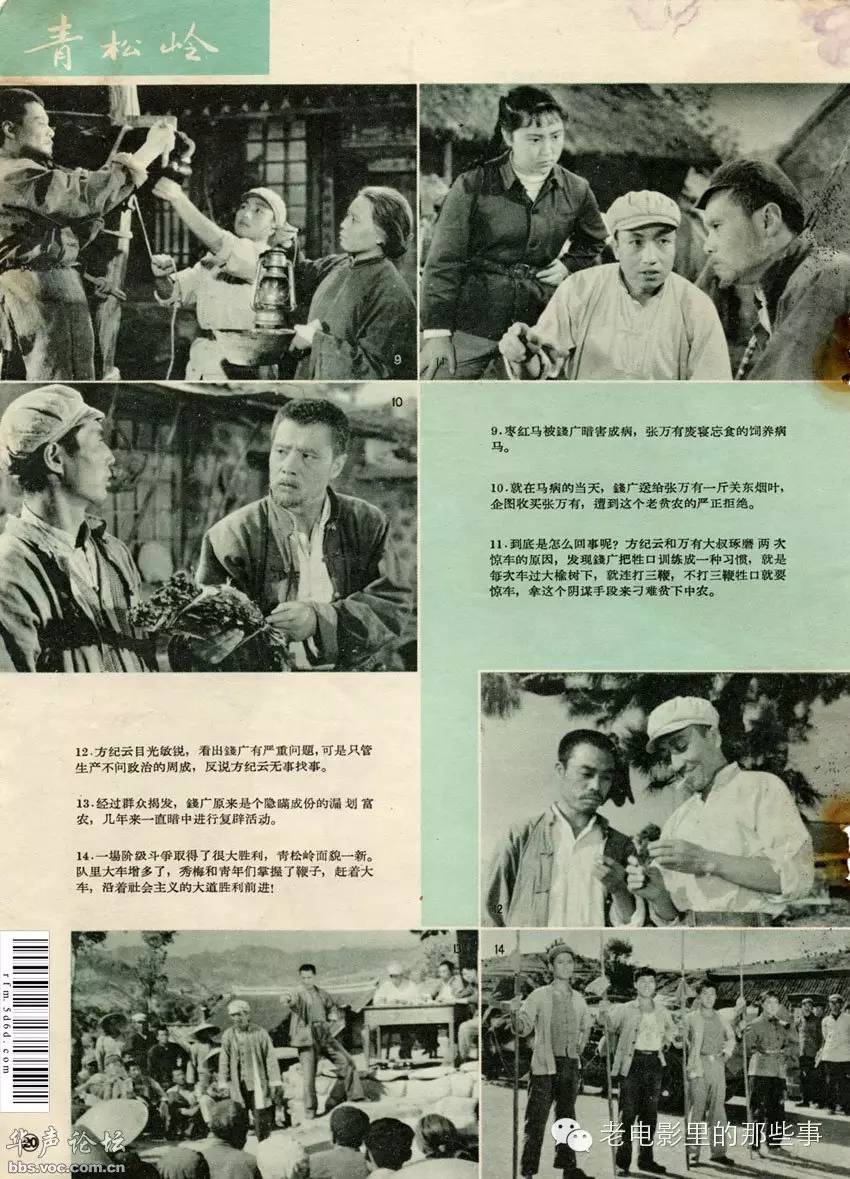 青松岭
9
11
10
9.枣红马被錢广暗害成病，张万有废寝忘食的饲养病
马。
10.就在马病的当天，錢广送给张万有一斤关东烟叶，
企图收买张万有，遭到这个老贫农的严正拒绝。
11.到底是怎么回事呢？方纪云和万有大叔琢磨两次
惊车的原因，发现錢广把牲口训练成一种习惯，就是
每次车过大榆树下，就连打三鞭，不打三鞭牲口就要
惊车，拿这个阴谋手段来刁难贫下中农。
12.方纪云目光敏锐，看出錢广有严重问题，可是只管
生产不问政治的周成，反说方纪云无事找事。
13.经过群众揭发，錢广原来是个隐瞒成份的漏划富
农，几年来一直暗中进行复辟活动。
14.一場阶级斗爭取得了很大胜利，青松岭面貌一新。
队里大车增多了，秀梅和青年们掌握了鞭子，赶着大
车，沿着社会主义的大道胜利前进！
12
13
14
rfm.5d6d.com
20
华声论坛
bbs.voc.com.cn
老电影里的那些事